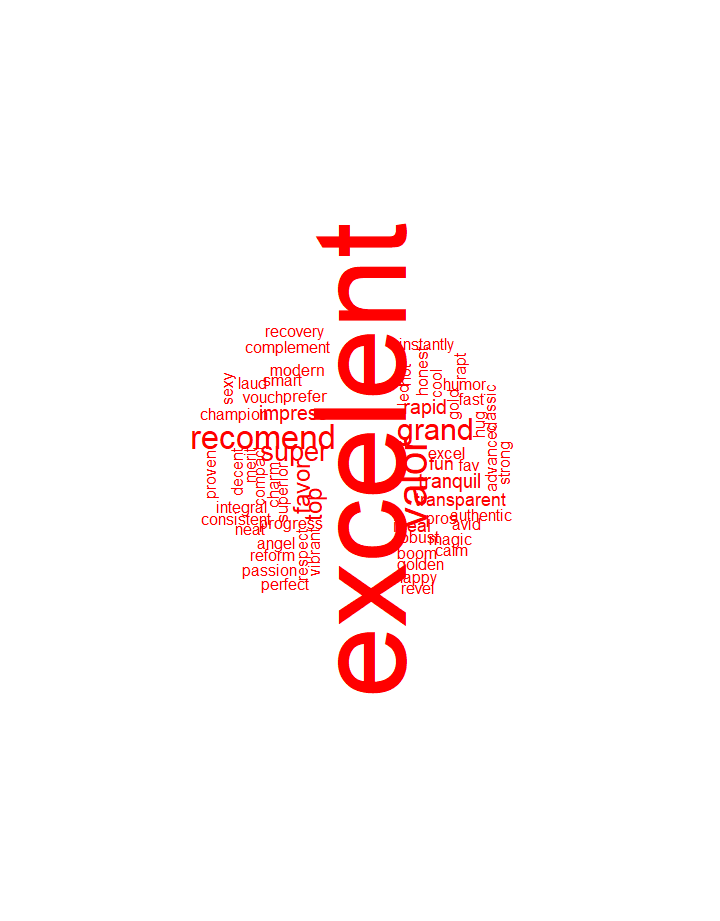 excelent
recovery
complement
instantly
modern
smart
laud
sexy
vouch
prefer
champion
impres
recomend
super
honest
cool
rapt
humor
fast
gold
classic
hug
rapid
grand
valor
advanced
strong
excel
fun
fav
tranquil
transparent
proven
decent
merit
compac
charm
superior
favor
top
integral
consistent
progress
neat
angel
reform
respect
vibrant
passion
perfect
pros
authentic
avid
ideal
robust
magic
boom
calm
golden
happy
revel